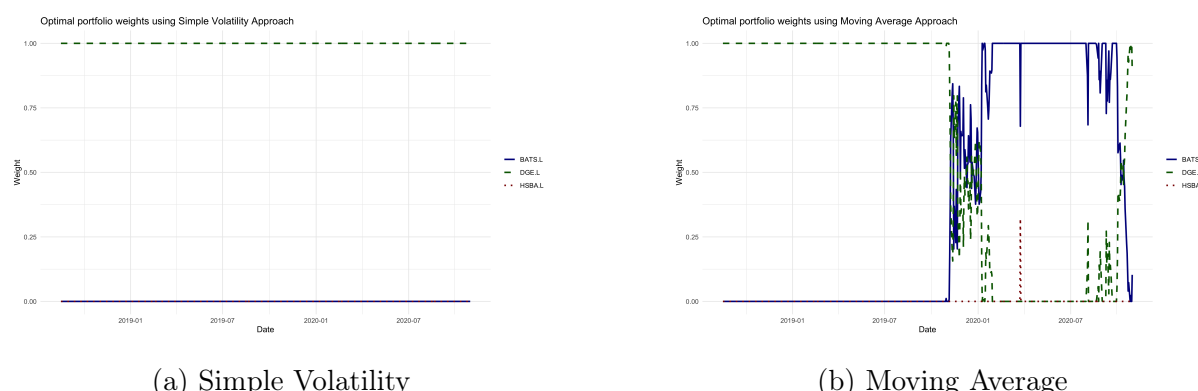 Optimal portfolio weights using Simple Volatility Approach
1.00
0.75
0.50
0.25
0.00
Weight
2019-01
2019-07
2020-01
2020-07
Date
BATS.L
DGE.L
HSBA.L
(a) Simple Volatility
Optimal portfolio weights using Moving Average Approach
1.00
0.75
0.50
0.25
0.00
Weight
2019-01
2019-07
2020-01
2020-07
Date
BATS
DGE.
HSBA
(b) Moving Average